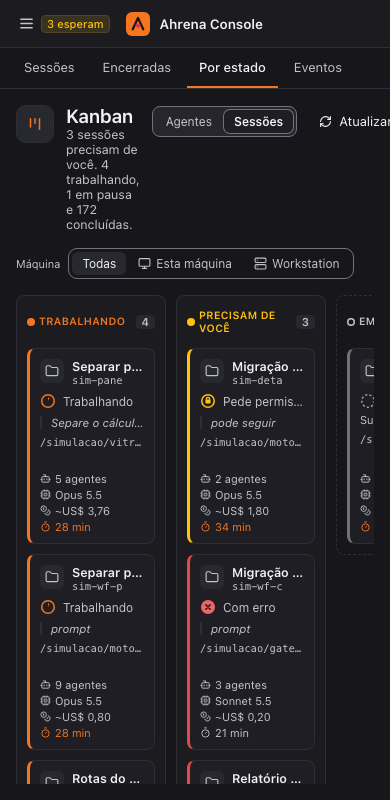 3 esperam
Ahrena Console
Sessões
Encerradas
Por estado
Eventos
Kanban
3 sessões
precisam de
você. 4
trabalhando,
1 em pausa
e 172
concluídas.
Agentes
Sessões
Atualizar
Máquina
Todas
Esta máquina
Workstation
TRABALHANDO
4
Separar p...
sim-pane
Trabalhando
Separe o cálcul...
/simulacao/vitr…
5 agentes
Opus 5.5
~US$ 3,76
28 min
Separar p...
sim-wf-p
Trabalhando
prompt
/simulacao/moto…
9 agentes
Opus 5.5
~US$ 0,80
28 min
Rotas do ...
PRECISAM DE
VOCÊ
3
Migração ...
sim-deta
Pede permis...
pode seguir
/simulacao/moto…
2 agentes
Opus 5.5
~US$ 1,80
34 min
Migração ...
sim-wf-c
Com erro
prompt
/simulacao/gate…
3 agentes
Sonnet 5.5
~US$ 0,20
21 min
Relatório ...
EM
Su
/s